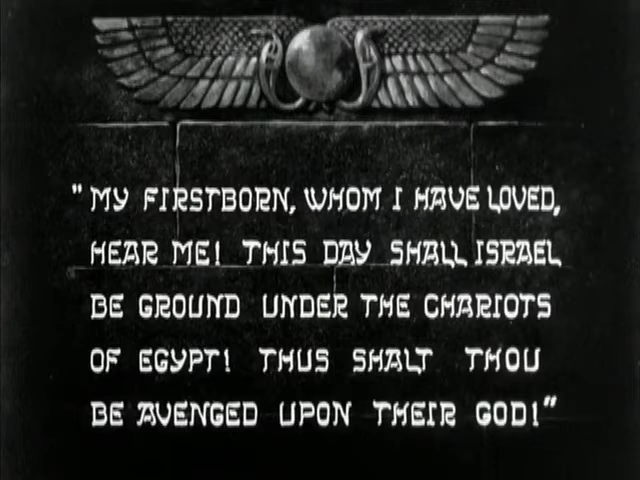 "MY FIRSTBORN, WHOM I HAVE LOVED,
HEAR ME! THIS DAY SHALL ISRAEL
BE GROUND UNDER THE CHARIOTS
OF EGYPT! THUS SHALT THOU
BE AVENGED UPON THEIR GOD!"